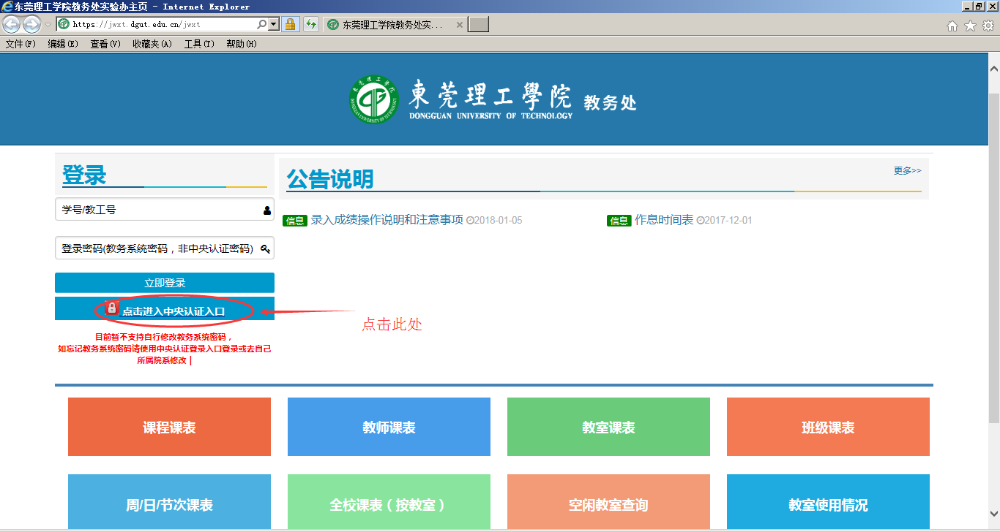 东莞理工学院教务处实验办主页 - Internet Explorer
https://jwxt.dgut.edu.cn/jwxt
东莞理工学院教务处实...
文件(F) 编辑(E) 查看(V) 收藏夹(A) 工具(T) 帮助(H)
東莞理工學院 教务处
DONGGUAN UNIVERSITY OF TECHNOLOGY
登录
学号/教工号
登录密码(教务系统密码，非中央认证密码)
立即登录
点击进入中央认证入口
点击此处
目前暂不支持自行修改教务系统密码，
如忘记教务系统密码请使用中央认证登录入口登录或去自己
所属院系修改 |
公告说明
更多>>
信息 录入成绩操作说明和注意事项 2018-01-05
信息 作息时间表 2017-12-01
课程课表 教师课表 教室课表 班级课表
周/日/节次课表 全校课表（按教室） 空闲教室查询 教室使用情况